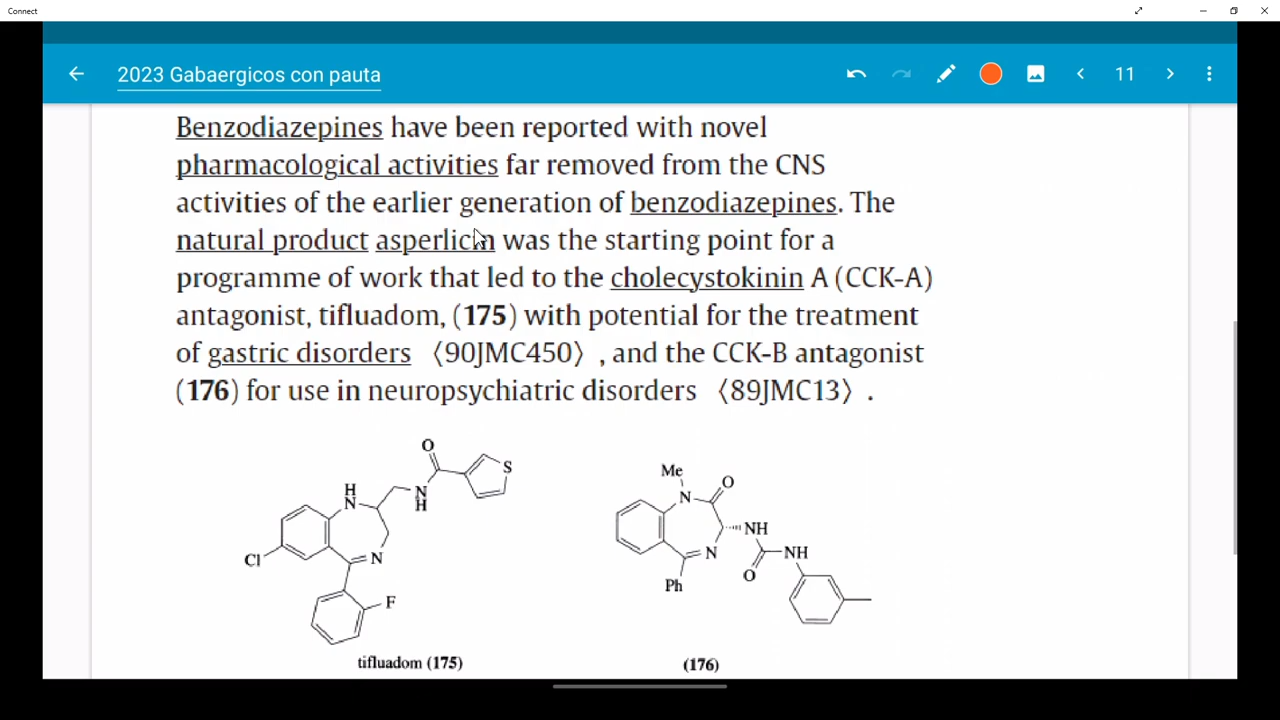 Connect
2023 Gabaergicos con pauta
11
Benzodiazepines have been reported with novel
pharmacological activities far removed from the CNS
activities of the earlier generation of benzodiazepines. The
natural product asperlicin was the starting point for a
programme of work that led to the cholecystokinin A (CCK-A)
antagonist, tifluadom, (175) with potential for the treatment
of gastric disorders 〈90JMC450〉, and the CCK-B antagonist
(176) for use in neuropsychiatric disorders 〈89JMC13〉.
O
S
H
N
N
H
Cl
N
F
tifluadom (175)
Me
N
O
NH
N
O
NH
Ph
(176)